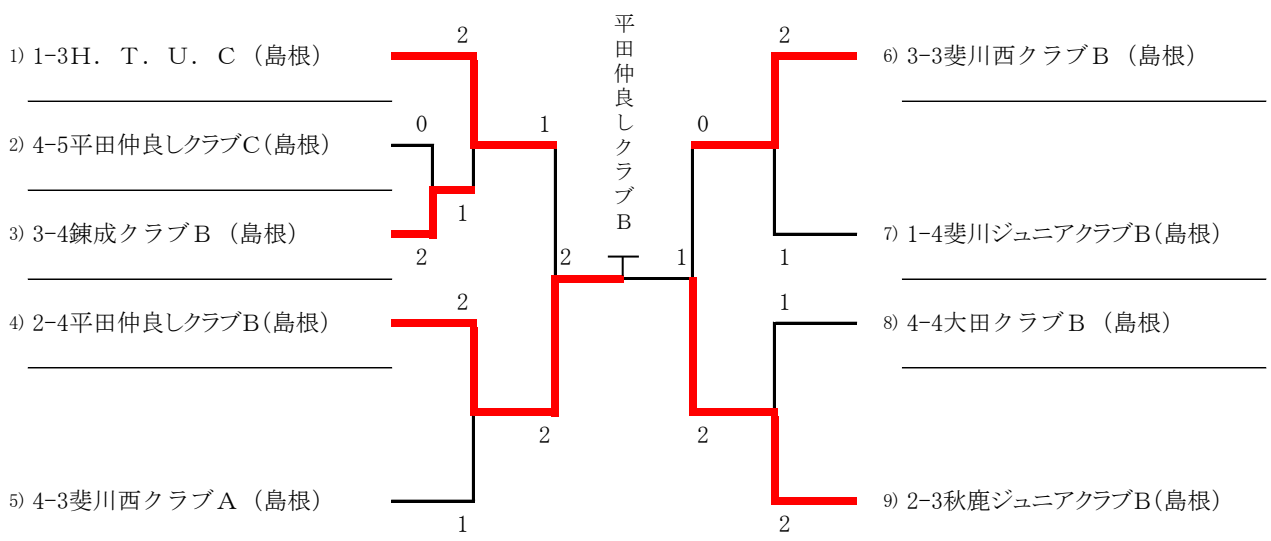 1) 1-3H．T．U．C (島根)
2
2) 4-5平田仲良しクラブC(島根)
0
1
3) 3-4錬成クラブB (島根)
2
1
4) 2-4平田仲良しクラブB(島根)
2
2
2
5) 4-3斐川西クラブA (島根)
1
平田仲良しクラブB
2
6) 3-3斐川西クラブB (島根)
0
7) 1-4斐川ジュニアクラブB(島根)
1
1
1
8) 4-4大田クラブB (島根)
2
9) 2-3秋鹿ジュニアクラブB(島根)
2